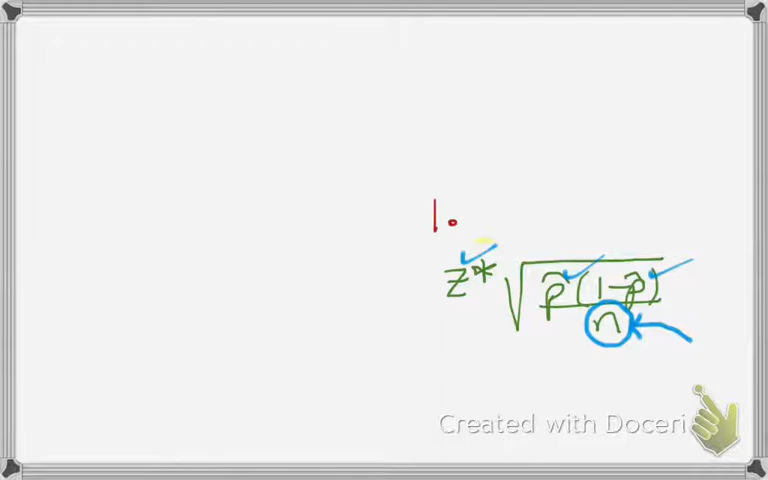 1.
z* √ p̂(1-p̂)
n
Created with Doceri